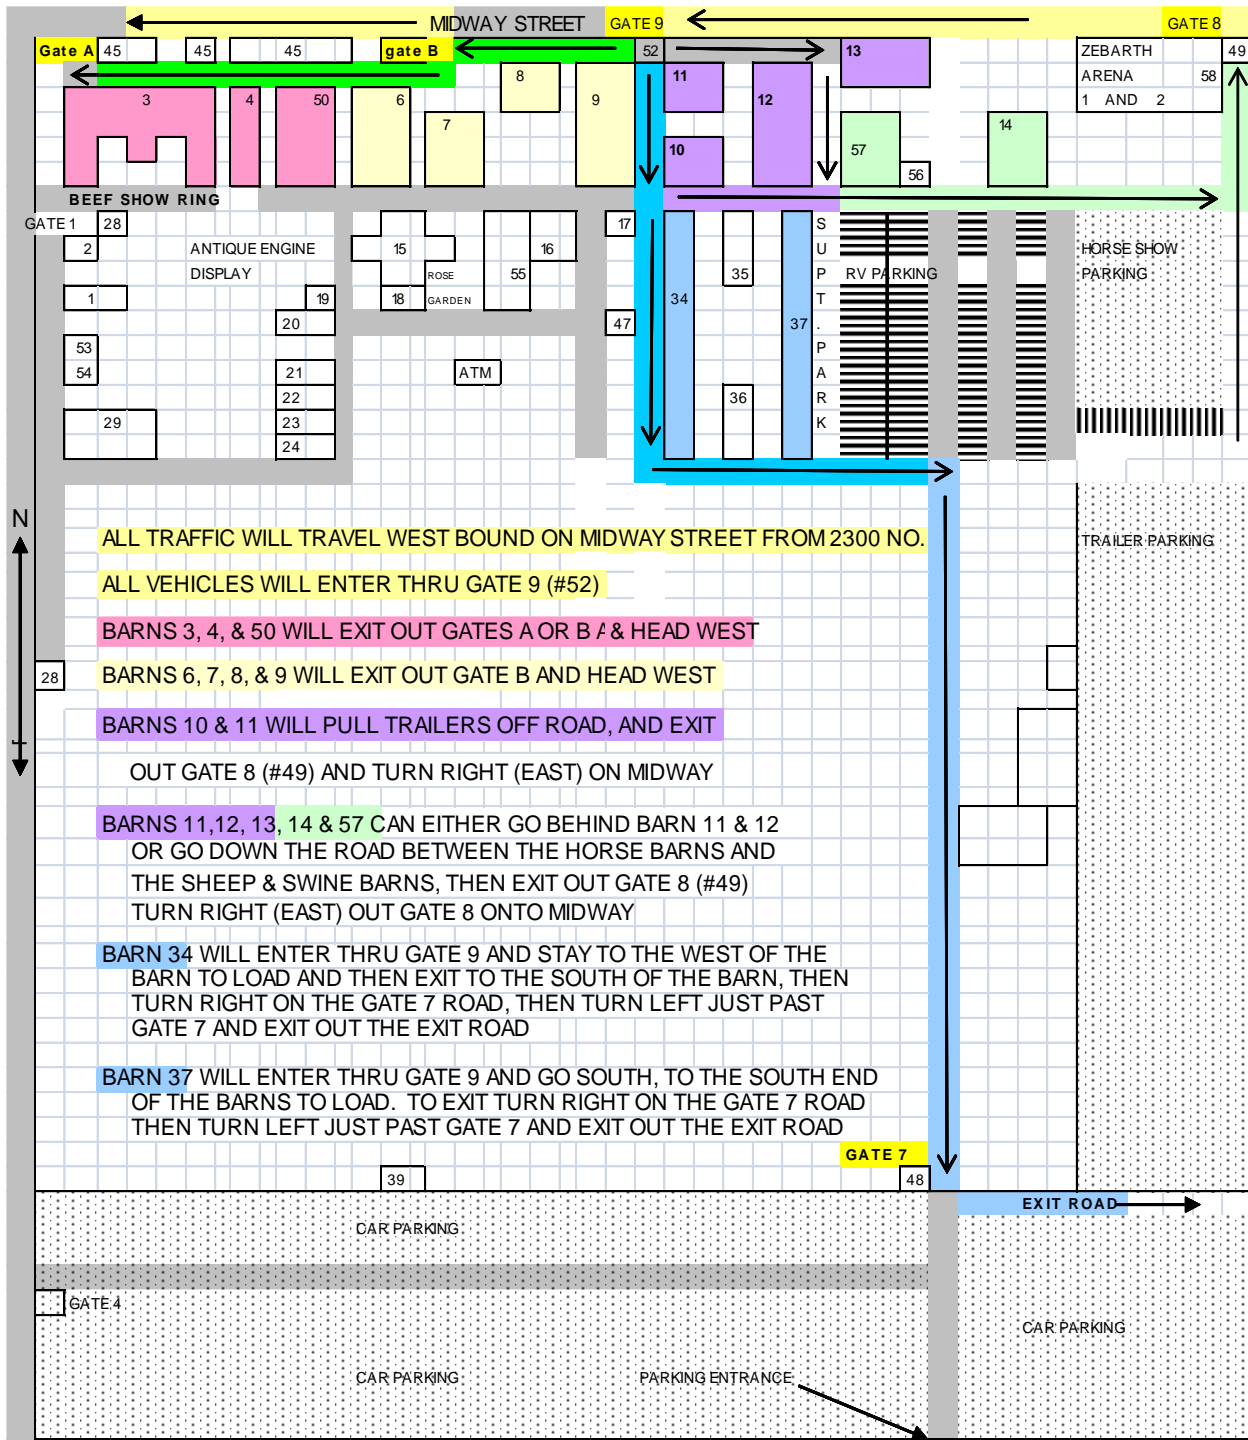 MIDWAY STREET GATE 9 GATE 8
Gate A 45 45 45 gate B 52 13 ZEBARTH 49
3 4 50 6 8 9 11 12 ARENA 58
7 1 AND 2
10 57 14
56
BEEF SHOW RING
GATE 1 28 17 S
2 ANTIQUE ENGINE 15 16 U HORSE SHOW
DISPLAY ROSE 55 35 P RV PARKING PARKING
1 19 18 GARDEN 34 T
20 47 37 .
53 P
54 21 ATM A
22 36 R
29 23 K
24
N
ALL TRAFFIC WILL TRAVEL WEST BOUND ON MIDWAY STREET FROM 2300 NO.
TRAILER PARKING
ALL VEHICLES WILL ENTER THRU GATE 9 (#52)
BARNS 3, 4, & 50 WILL EXIT OUT GATES A OR B & HEAD WEST
28
BARNS 6, 7, 8, & 9 WILL EXIT OUT GATE B AND HEAD WEST
BARNS 10 & 11 WILL PULL TRAILERS OFF ROAD, AND EXIT
OUT GATE 8 (#49) AND TURN RIGHT (EAST) ON MIDWAY
BARNS 11,12, 13, 14 & 57 CAN EITHER GO BEHIND BARN 11 & 12
OR GO DOWN THE ROAD BETWEEN THE HORSE BARNS AND
THE SHEEP & SWINE BARNS, THEN EXIT OUT GATE 8 (#49)
TURN RIGHT (EAST) OUT GATE 8 ONTO MIDWAY
BARN 34 WILL ENTER THRU GATE 9 AND STAY TO THE WEST OF THE
BARN TO LOAD AND THEN EXIT TO THE SOUTH OF THE BARN, THEN
TURN RIGHT ON THE GATE 7 ROAD, THEN TURN LEFT JUST PAST
GATE 7 AND EXIT OUT THE EXIT ROAD
BARN 37 WILL ENTER THRU GATE 9 AND GO SOUTH, TO THE SOUTH END
OF THE BARNS TO LOAD. TO EXIT TURN RIGHT ON THE GATE 7 ROAD
THEN TURN LEFT JUST PAST GATE 7 AND EXIT OUT THE EXIT ROAD
GATE 7
39 48
EXIT ROAD
CAR PARKING
GATE 4
CAR PARKING
CAR PARKING PARKING ENTRANCE